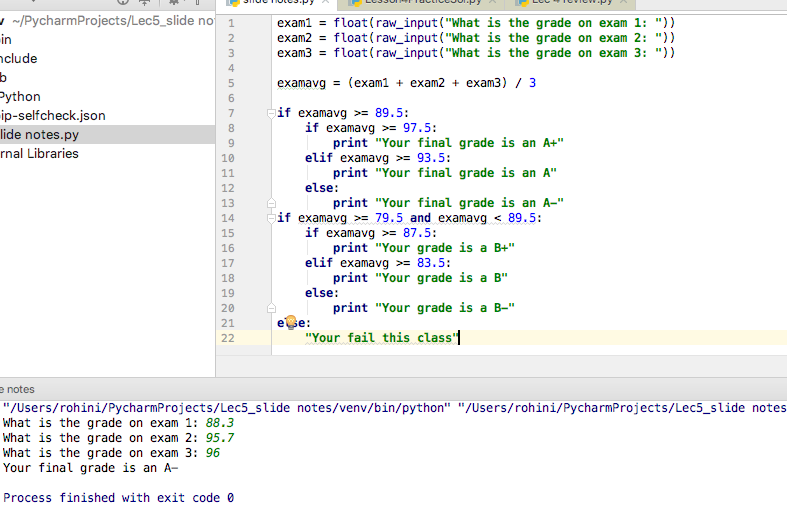 slide notes.py Lesson4PracticeSol.py Lec 4 review.py
~/PycharmProjects/Lec5_slide not
nclude
Python
ip-selfcheck.json
lide notes.py
rnal Libraries
1 exam1 = float(raw_input("What is the grade on exam 1: "))
2 exam2 = float(raw_input("What is the grade on exam 2: "))
3 exam3 = float(raw_input("What is the grade on exam 3: "))
4
5 examavg = (exam1 + exam2 + exam3) / 3
6
7 if examavg >= 89.5:
8 if examavg >= 97.5:
9 print "Your final grade is an A+"
10 elif examavg >= 93.5:
11 print "Your final grade is an A"
12 else:
13 print "Your final grade is an A-"
14 if examavg >= 79.5 and examavg < 89.5:
15 if examavg >= 87.5:
16 print "Your grade is a B+"
17 elif examavg >= 83.5:
18 print "Your grade is a B"
19 else:
20 print "Your grade is a B-"
21 else:
22 "Your fail this class"
e notes
"/Users/rohini/PycharmProjects/Lec5_slide notes/venv/bin/python" "/Users/rohini/PycharmProjects/Lec5_slide notes
What is the grade on exam 1: 88.3
What is the grade on exam 2: 95.7
What is the grade on exam 3: 96
Your final grade is an A-
Process finished with exit code 0